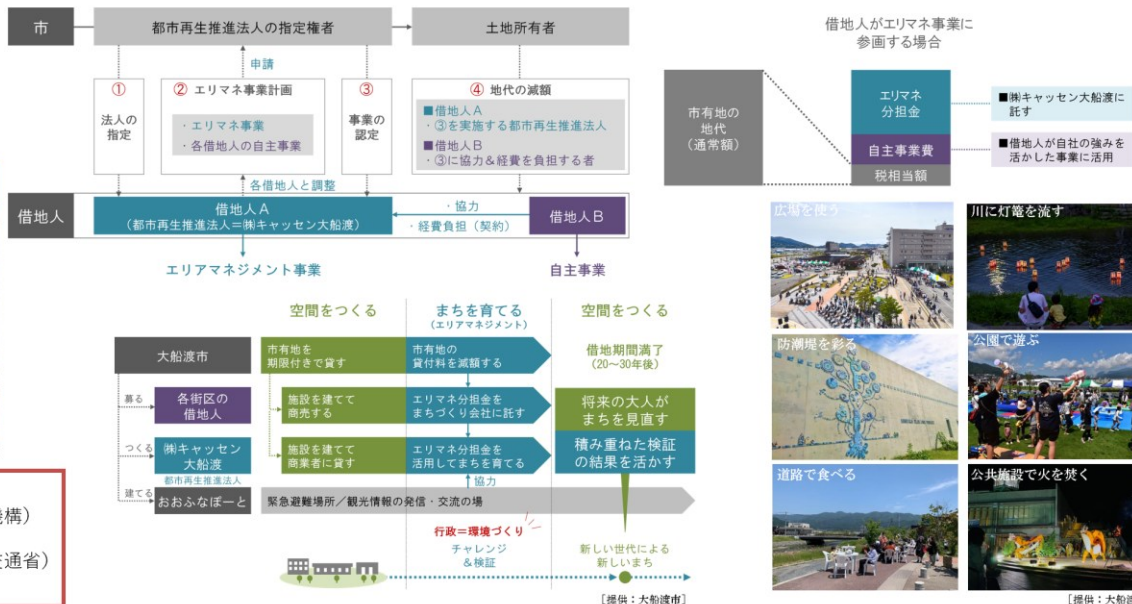 市
都市再生推進法人の指定権者
土地所有者
申請
①
法人の
指定
② エリマネ事業計画
・エリマネ事業
・各借地人の自主事業
③
事業の
認定
④ 地代の減額
■借地人A
・③を実施する都市再生推進法人
■借地人B
・③に協力&経費を負担する者
各借地人と調整
借地人
借地人A
(都市再生推進法人=㈱キャッセン大船渡)
・協力
・経費負担(契約)
借地人B
エリアマネジメント事業
自主事業
借地人がエリマネ事業に
参画する場合
市有地の
地代
(通常額)
エリマネ
分担金
自主事業費
税相当額
■㈱キャッセン大船渡に
託す
■借地人が自社の強みを
活かした事業に活用
空間をつくる
まちを育てる
(エリアマネジメント)
空間をつくる
大船渡市
市有地を
期限付きで貸す
市有地の
貸付料を減額する
借地期間満了
(20~30年後)
募る
各街区の
借地人
施設を建てて
商売する
エリマネ分担金を
まちづくり会社に託す
将来の大人が
まちを見直す
つくる
㈱キャッセン
大船渡
都市再生推進法人
施設を建てて
商業者に貸す
エリマネ分担金を
活用してまちを育てる
積み重ねた検証
の結果を活かす
協力
建てる
おおふなぽーと
緊急避難場所/観光情報の発信・交流の場
行政=環境づくり
チャレンジ
&検証
新しい世代による
新しいまち
[提供:大船渡市]
広場を使う
川に灯篭を流す
防潮堤を彩る
公園で遊ぶ
道路で食べる
公共施設で火を焚く
[提供:大船渡
機構)
交通省)